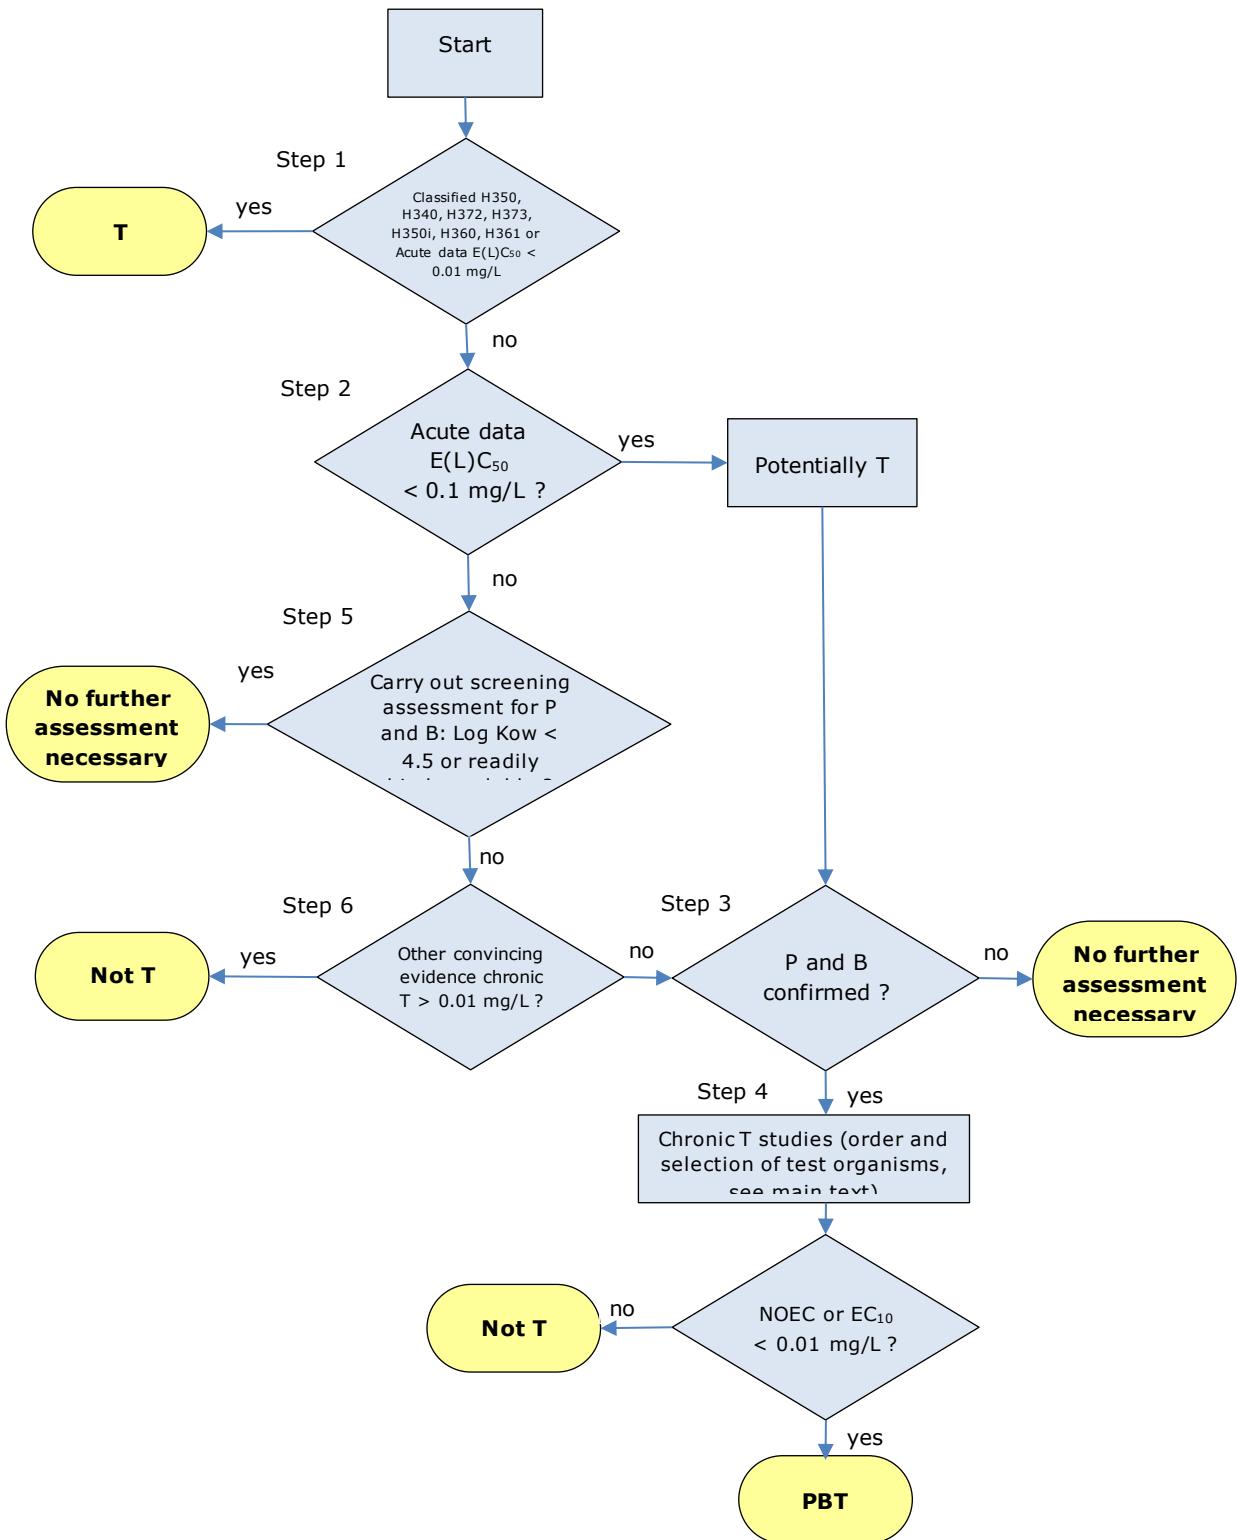 Start
Step 1
Classified H350,
H340, H372, H373,
H350i, H360, H361 or
Acute data E(L)C₅₀ <
0.01 mg/L
yes
T
no
Step 2
Acute data
E(L)C₅₀
< 0.1 mg/L ?
yes
Potentially T
no
Step 5
Carry out screening
assessment for P
and B: Log Kow <
4.5 or readily
yes
No further
assessment
necessary
no
Step 6
Other convincing
evidence chronic
T > 0.01 mg/L ?
yes
Not T
no
Step 3
P and B
confirmed ?
no
No further
assessment
necessary
yes
Step 4
Chronic T studies (order and
selection of test organisms,
see main text)
NOEC or EC₁₀
< 0.01 mg/L ?
no
Not T
yes
PBT